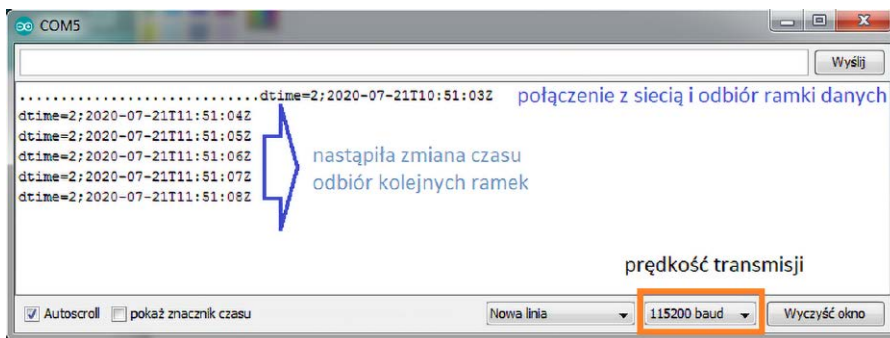 COM5
Wyślij
............................dtime=2;2020-07-21T10:51:03Z połączenie z siecią i odbiór ramki danych
dtime=2;2020-07-21T11:51:04Z
dtime=2;2020-07-21T11:51:05Z
dtime=2;2020-07-21T11:51:06Z
dtime=2;2020-07-21T11:51:07Z
dtime=2;2020-07-21T11:51:08Z
nastąpiła zmiana czasu
odbiór kolejnych ramek
prędkość transmisji
Autoscroll pokaż znacznik czasu Nowa linia 115200 baud Wyczyść okno